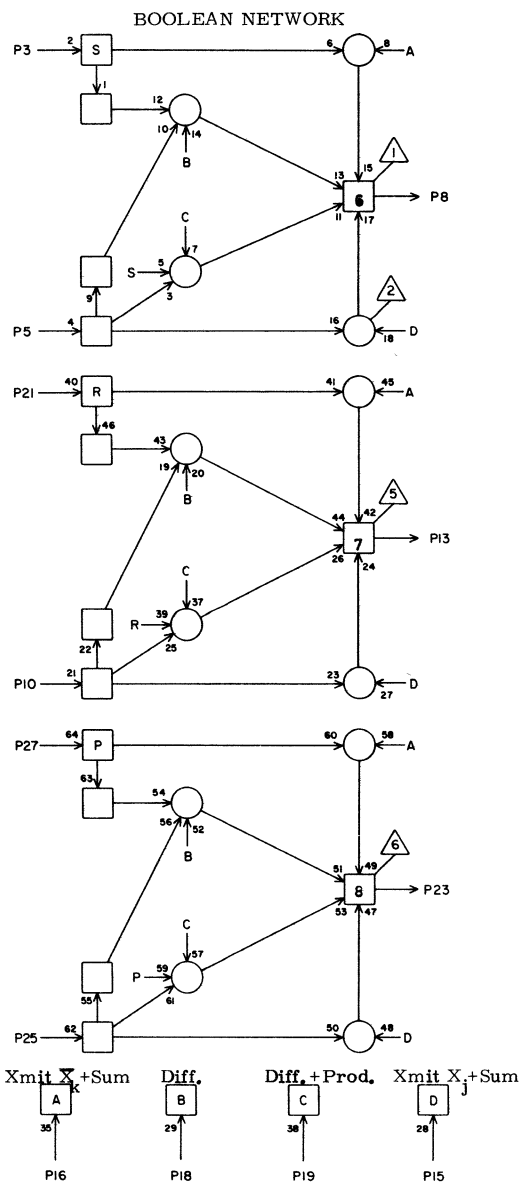 BOOLEAN NETWORK
P3 2 S 6 8 A
1
12
10 14
B
1
15
13
6 P8
11 17
C
7
S 5
3
9
2
P5 4 16 18 D
P21 40 R 41 45 A
46
43
19 20
B
5
44 42
7 P13
26 24
C
37
R 39
25
22
P10 21 23 27 D
P27 64 P 60 58 A
63
54
56 52
B
6
51 49
8 P23
53 47
C
57
P 59
61
55
P25 62 50 48 D
Xmit X̄k+Sum Diff. Diff.+Prod. Xmit Xj+Sum
A B C D
35 29 38 28
P16 P18 P19 P15